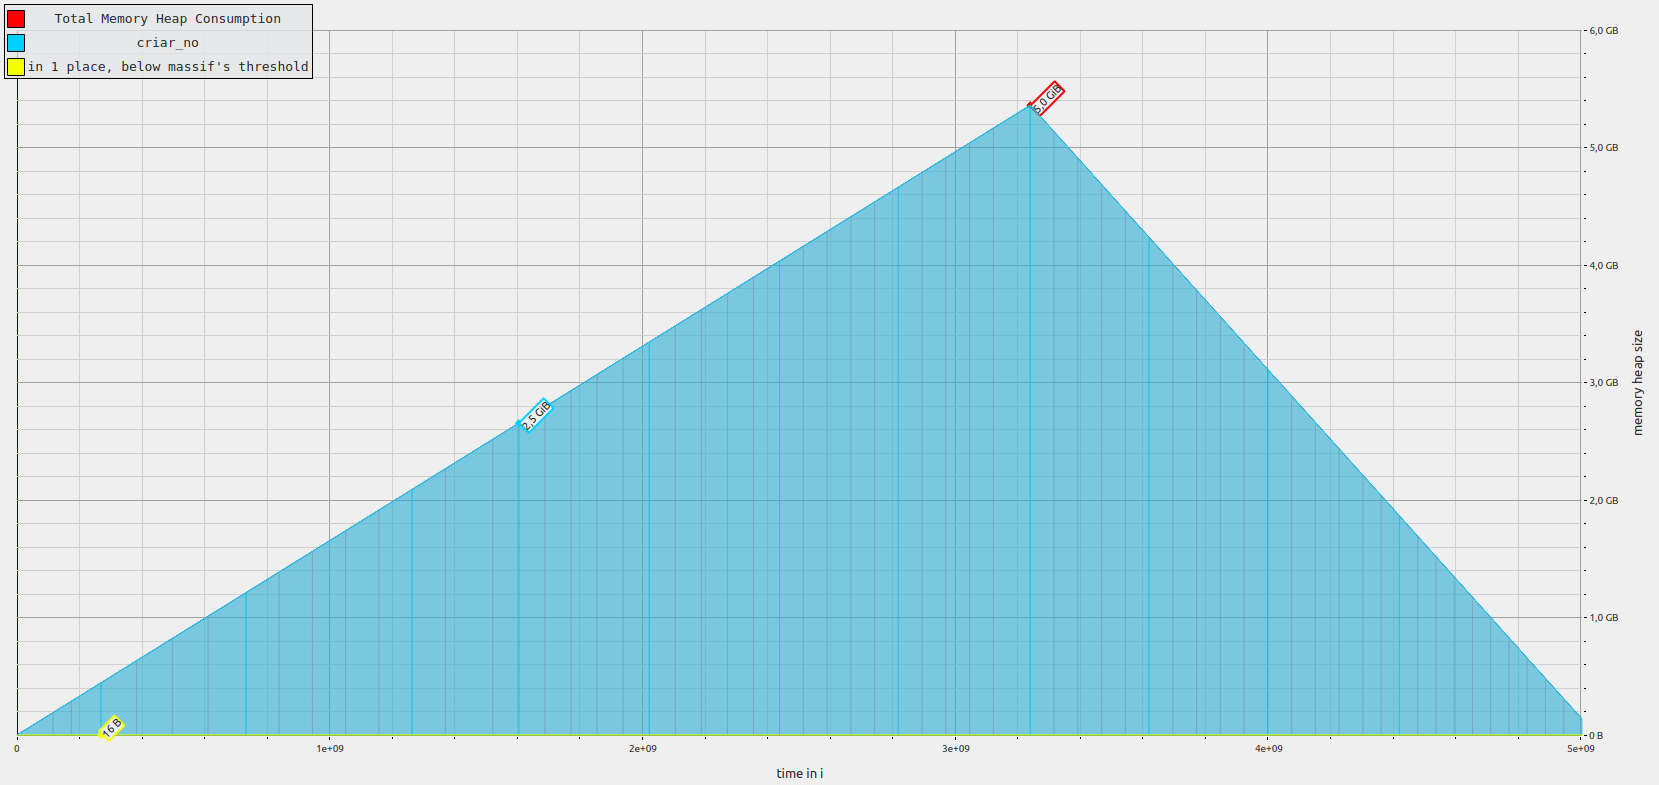 Total Memory Heap Consumption
criar_no
in 1 place, below massif's threshold
6,0 GB
5,0 GiB
5,0 GB
4,0 GB
memory heap size
3,0 GB
2,5 GiB
2,0 GB
1,0 GB
16 B
0 B
0
1e+09
2e+09
3e+09
4e+09
5e+09
time in i